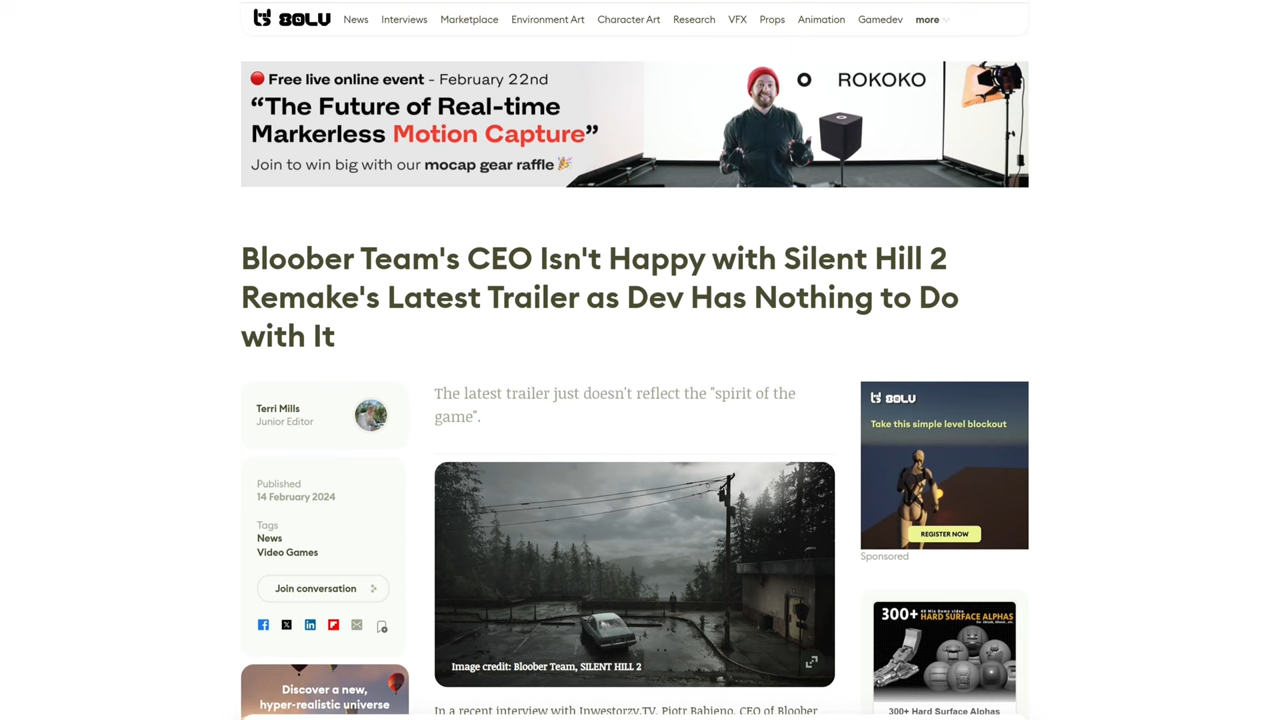 80LV News Interviews Marketplace Environment Art Character Art Research VFX Props Animation Gamedev more
Free live online event - February 22nd
“The Future of Real-time
Markerless Motion Capture”
Join to win big with our mocap gear raffle
ROKOKO
Bloober Team's CEO Isn't Happy with Silent Hill 2
Remake's Latest Trailer as Dev Has Nothing to Do
with It
Terri Mills
Junior Editor
Published
14 February 2024
Tags
News
Video Games
Join conversation
Discover a new,
hyper-realistic universe
The latest trailer just doesn't reflect the "spirit of the
game".
Image credit: Bloober Team, SILENT HILL 2
In a recent interview with Inwestorzy.TV, Piotr Babieno, CEO of Bloober
80LV
Take this simple level blockout
REGISTER NOW
Sponsored
300+ HARD SURFACE ALPHAS
300+ Hard Surface Alphas